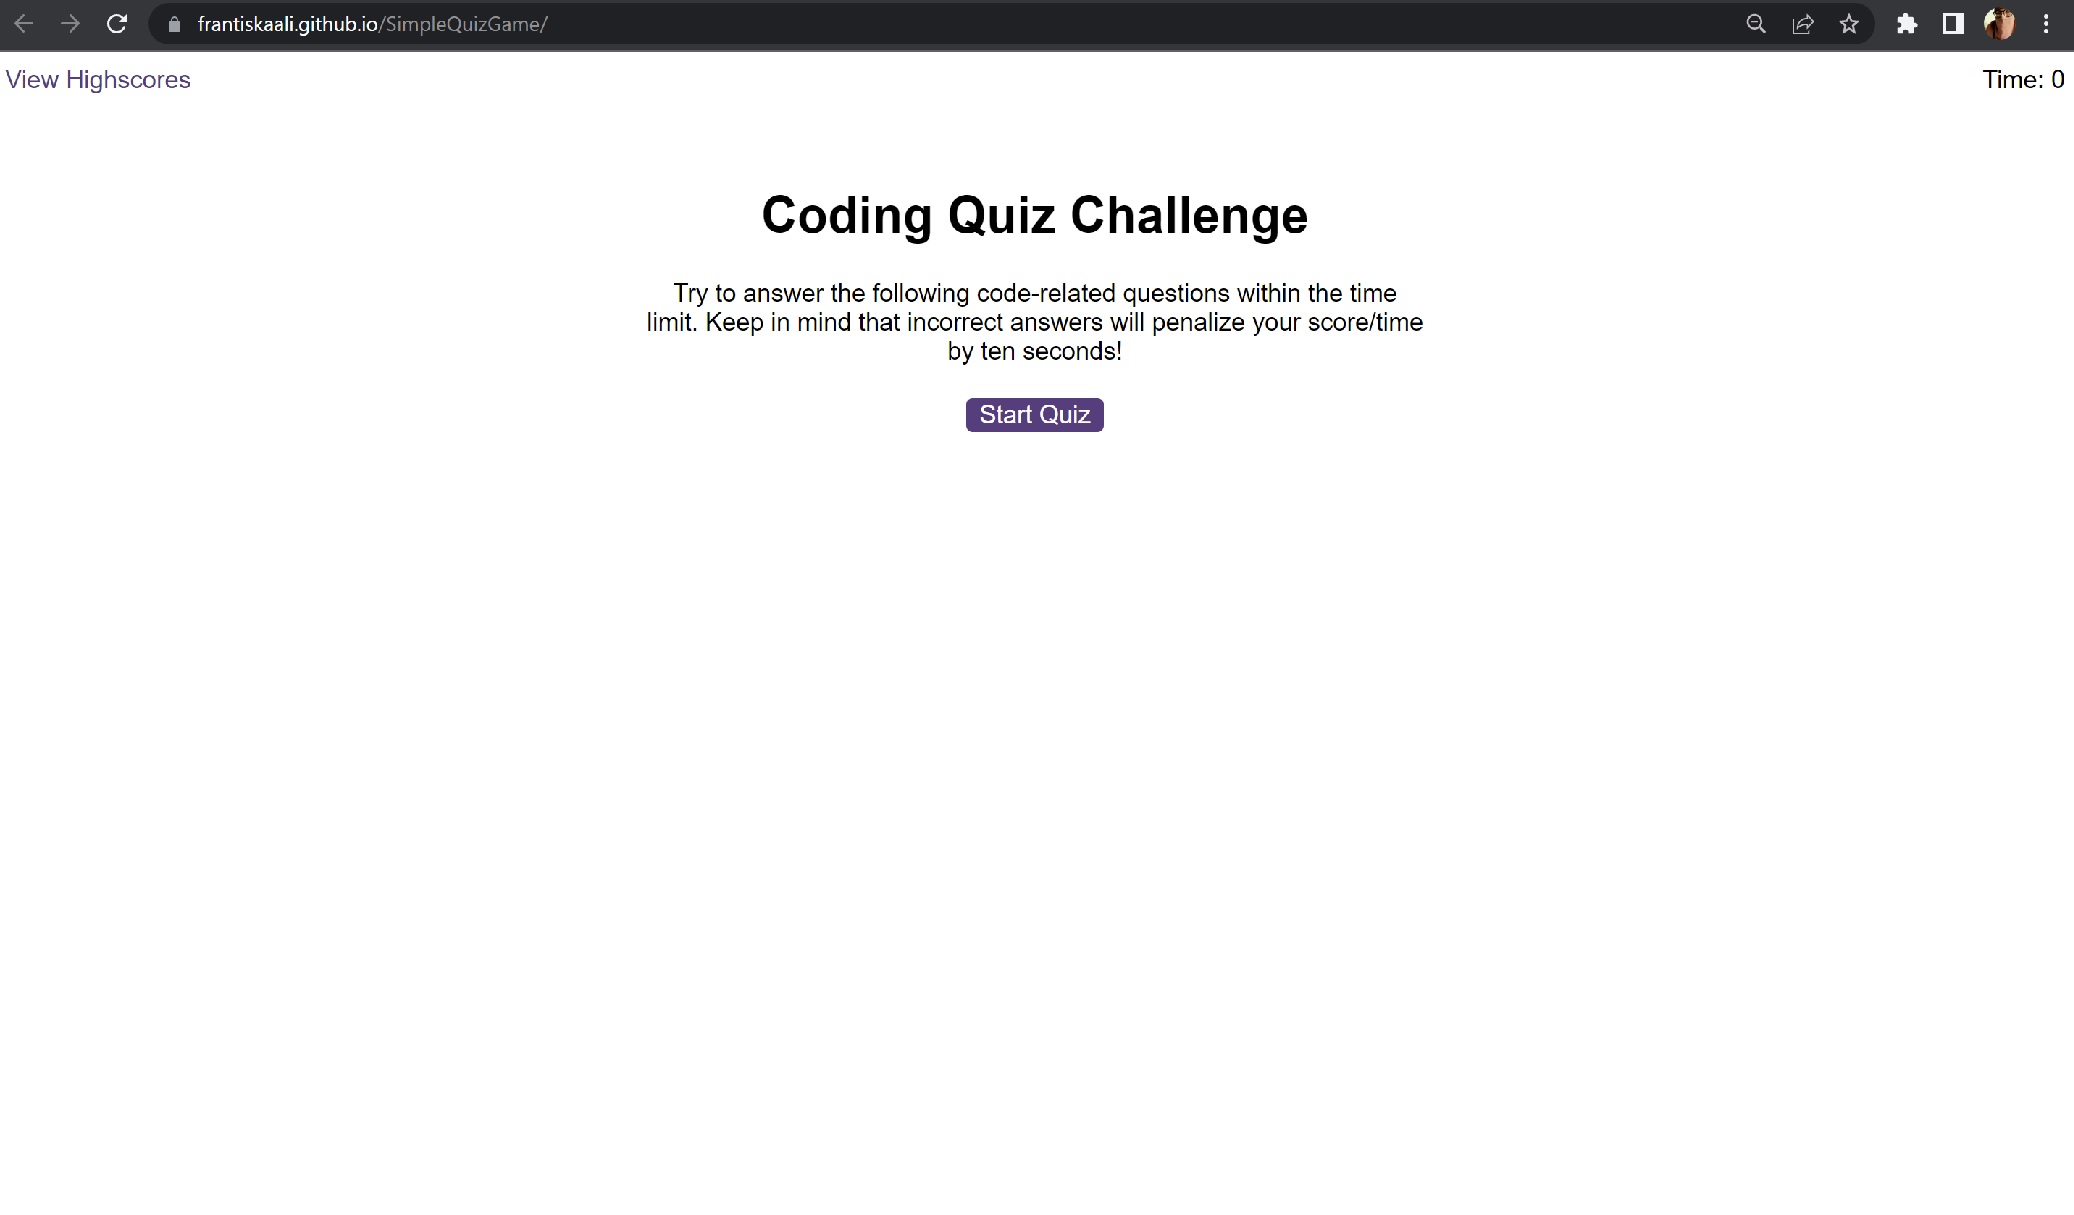 frantiskaali.github.io/SimpleQuizGame/
View Highscores
Time: 0
Coding Quiz Challenge
Try to answer the following code-related questions within the time
limit. Keep in mind that incorrect answers will penalize your score/time
by ten seconds!
Start Quiz